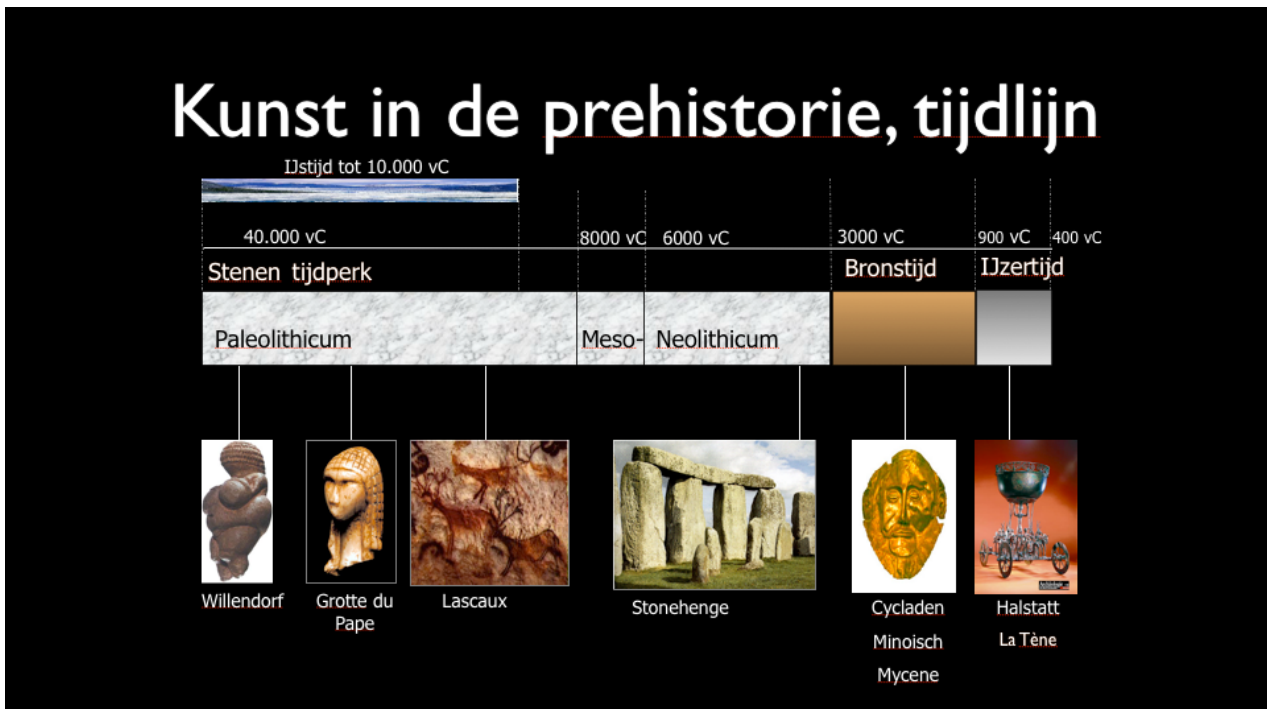 Kunst in de prehistorie, tijdlijn
IJstijd tot 10.000 vC
40.000 vC
8000 vC
6000 vC
3000 vC
900 vC
400 vC
Stenen tijdperk
Bronstijd
IJzertijd
Paleolithicum
Meso-
Neolithicum
Willendorf
Grotte du
Pape
Lascaux
Stonehenge
Cycladen
Minoisch
Mycene
Halstatt
La Tène